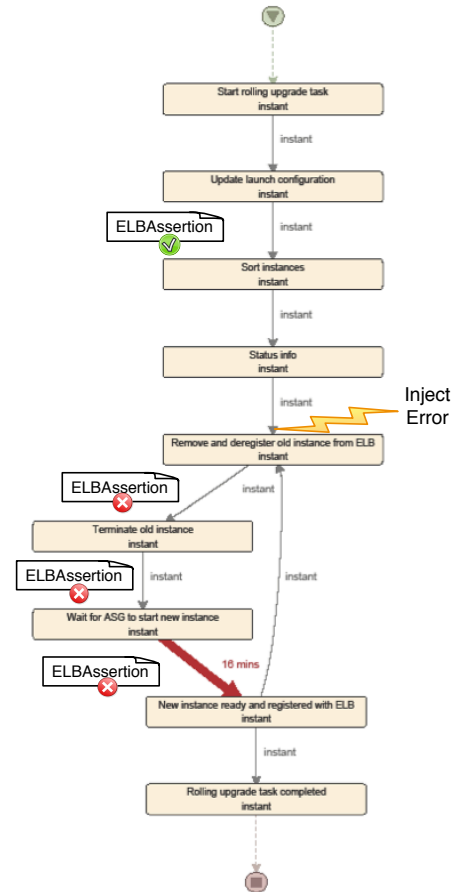 Start rolling upgrade task
instant
instant
Update launch configuration
instant
ELBAssertion
instant
Sort instances
instant
instant
Status info
instant
instant
Inject
Error
Remove and deregister old instance from ELB
instant
ELBAssertion
instant
Terminate old instance
instant
ELBAssertion
instant
instant
Wait for ASG to start new instance
instant
ELBAssertion
16 mins
New instance ready and registered with ELB
instant
instant
Rolling upgrade task completed
instant